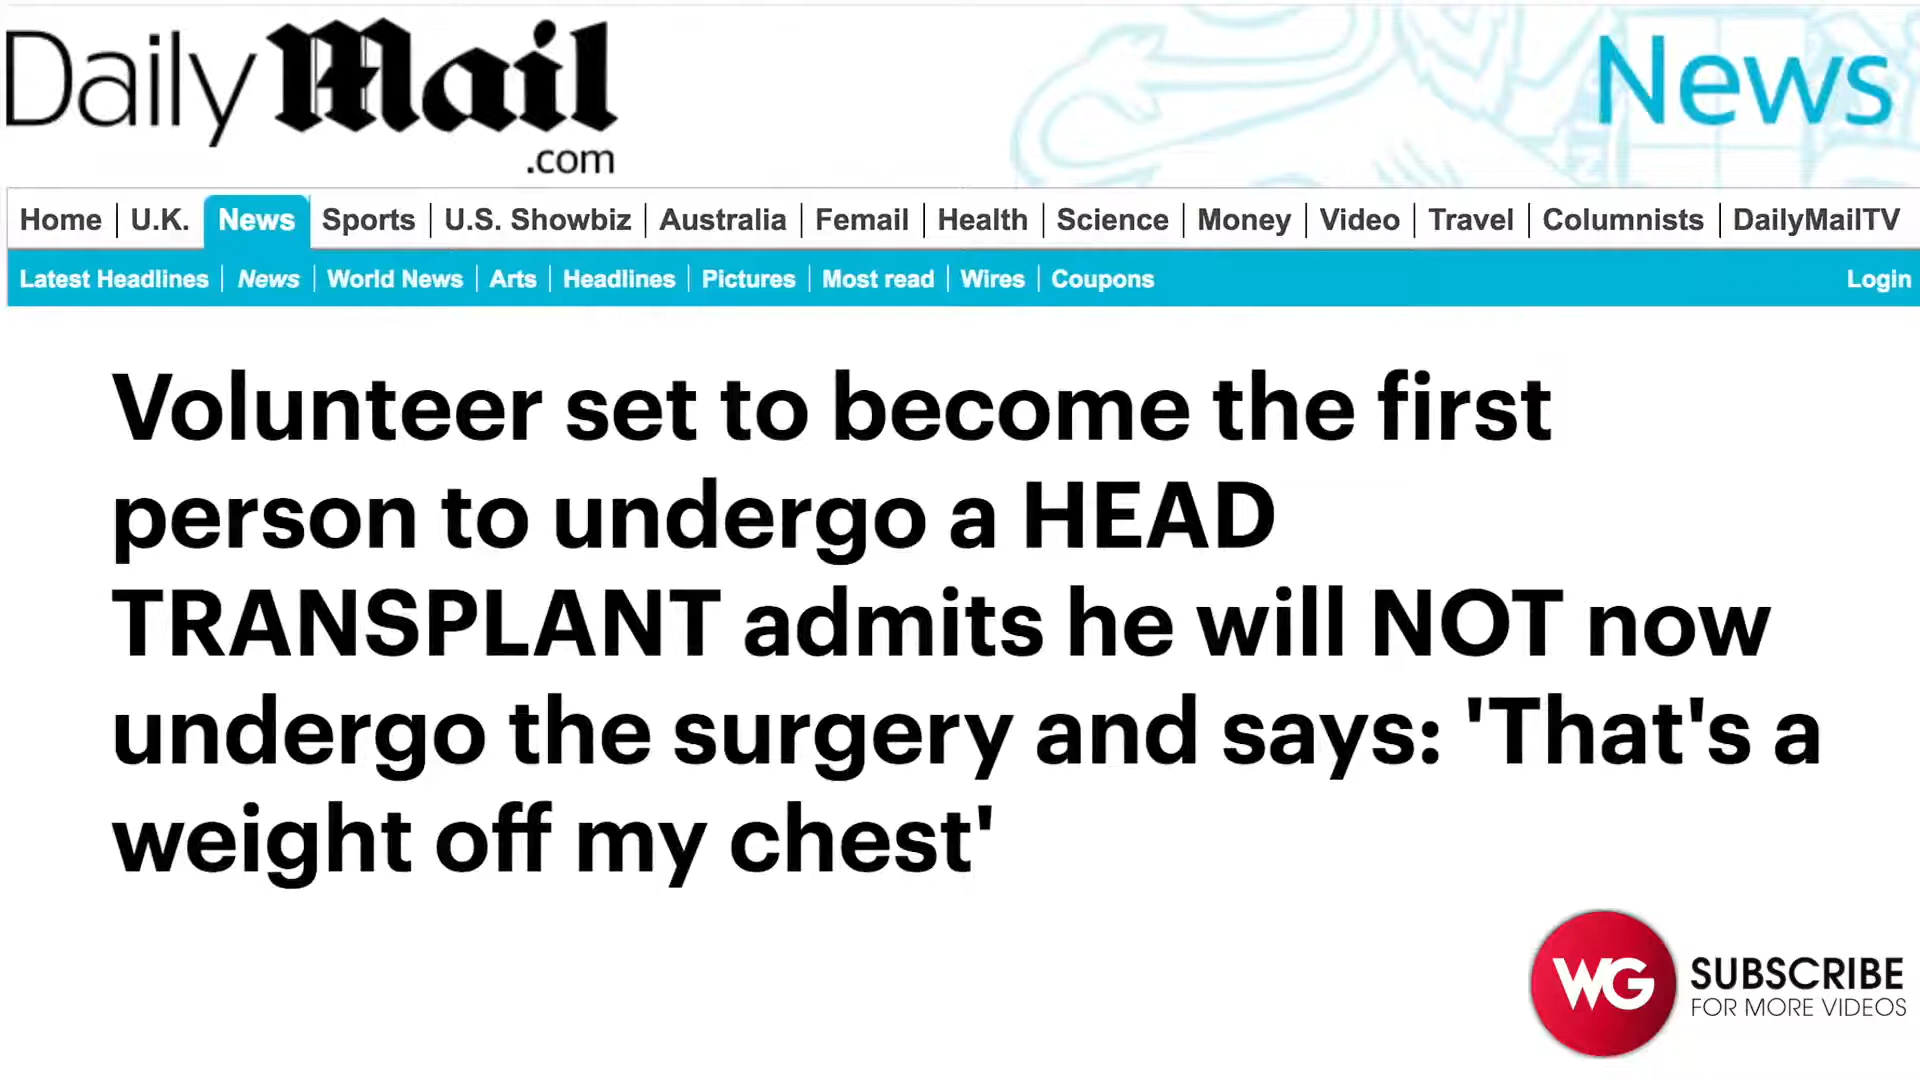 Daily Mail
.com
News
Home U.K. News Sports U.S. Showbiz Australia Femail Health Science Money Video Travel Columnists DailyMailTV
Latest Headlines News World News Arts Headlines Pictures Most read Wires Coupons Login
Volunteer set to become the first
person to undergo a HEAD
TRANSPLANT admits he will NOT now
undergo the surgery and says: 'That's a
weight off my chest'
WG
SUBSCRIBE
FOR MORE VIDEOS